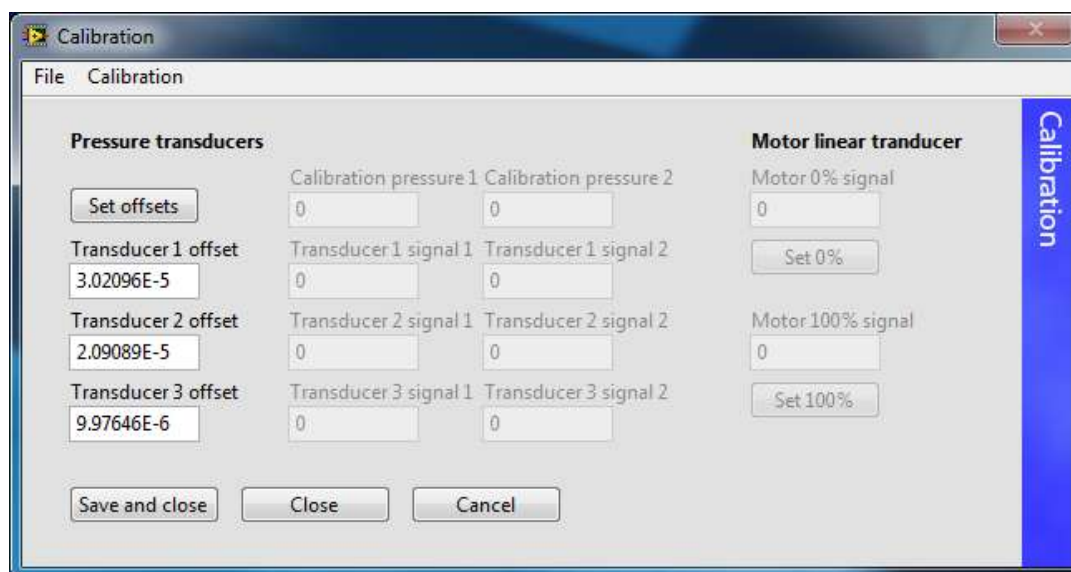 Calibration
File Calibration
Pressure transducers Motor linear tranducer
Calibration pressure 1 Calibration pressure 2 Motor 0% signal
Set offsets 0 0 0
Transducer 1 offset Transducer 1 signal 1 Transducer 1 signal 2 Set 0%
3.02096E-5 0 0
Transducer 2 offset Transducer 2 signal 1 Transducer 2 signal 2 Motor 100% signal
2.09089E-5 0 0 0
Transducer 3 offset Transducer 3 signal 1 Transducer 3 signal 2 Set 100%
9.97646E-6 0 0
Save and close Close Cancel
Calibration